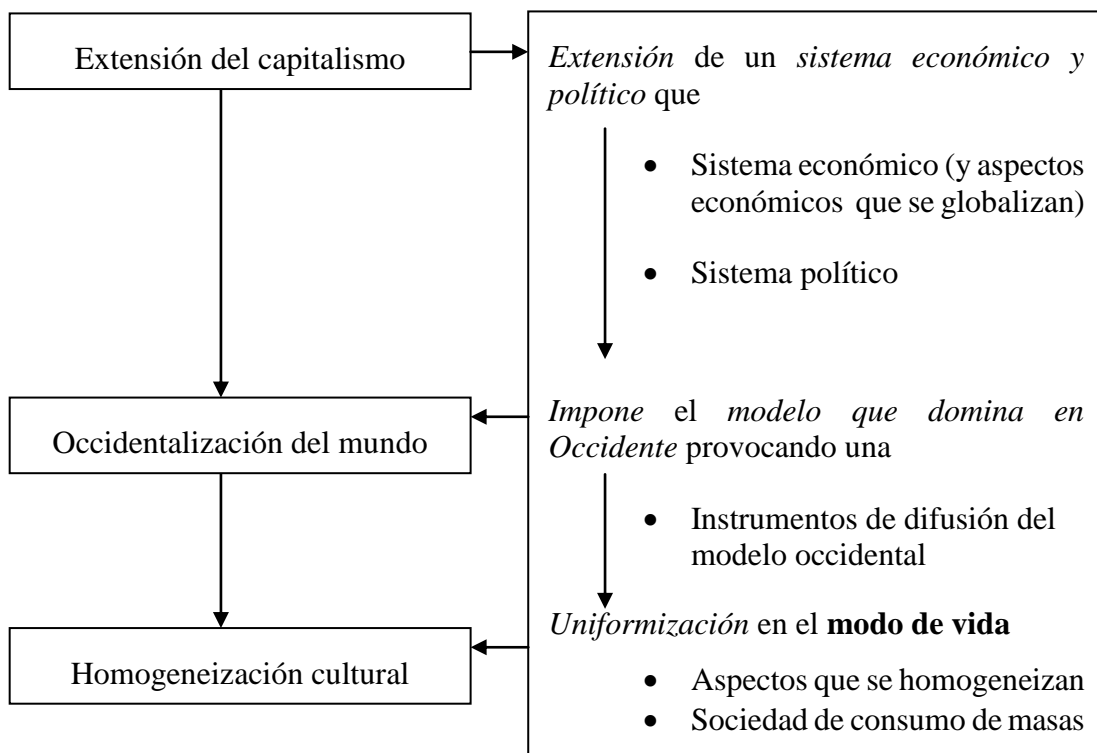 Extensión del capitalismo
Extensión de un sistema económico y
político que
• Sistema económico (y aspectos
económicos que se globalizan)
• Sistema político
Occidentalización del mundo
Impone el modelo que domina en
Occidente provocando una
• Instrumentos de difusión del
modelo occidental
Homogeneización cultural
Uniformización en el modo de vida
• Aspectos que se homogeneizan
• Sociedad de consumo de masas